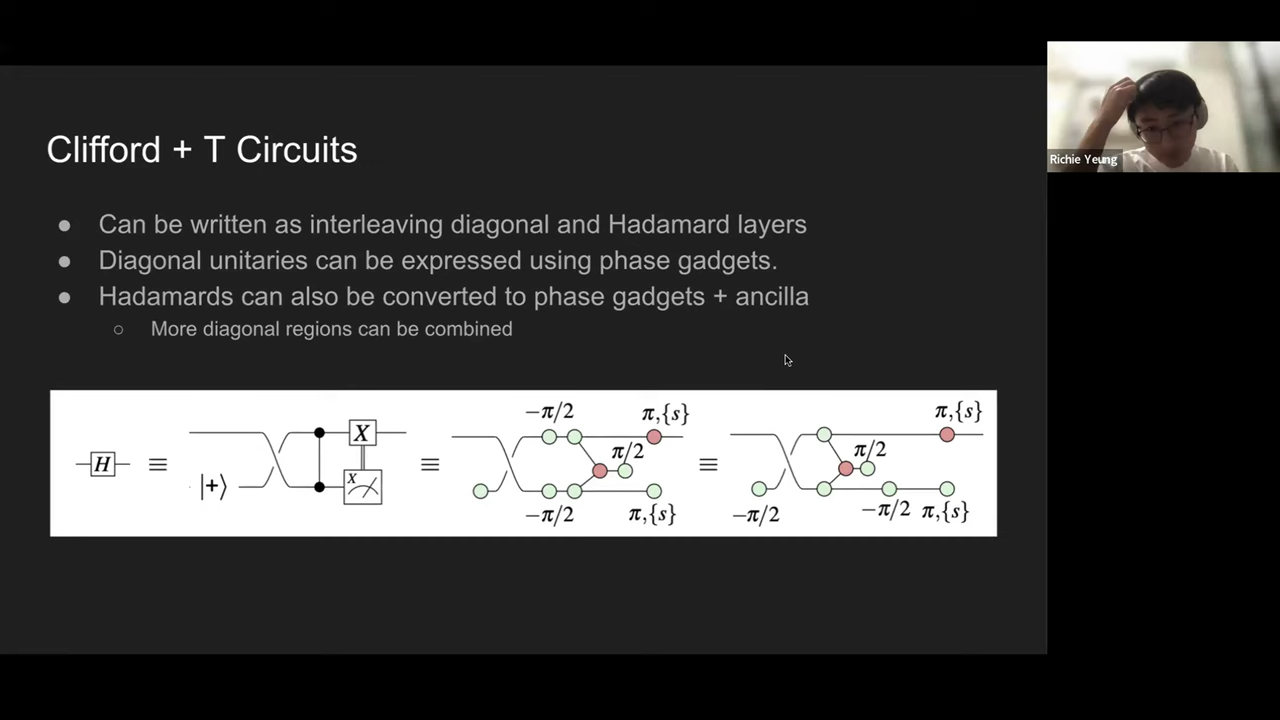 Clifford + T Circuits
Richie Yeung
● Can be written as interleaving diagonal and Hadamard layers
● Diagonal unitaries can be expressed using phase gadgets.
● Hadamards can also be converted to phase gadgets + ancilla
○ More diagonal regions can be combined
−π/2 π,{s} π,{s}
X π/2 π/2
H ≡ ≡ ≡
|+⟩ X
−π/2 π,{s} −π/2 −π/2 π,{s}